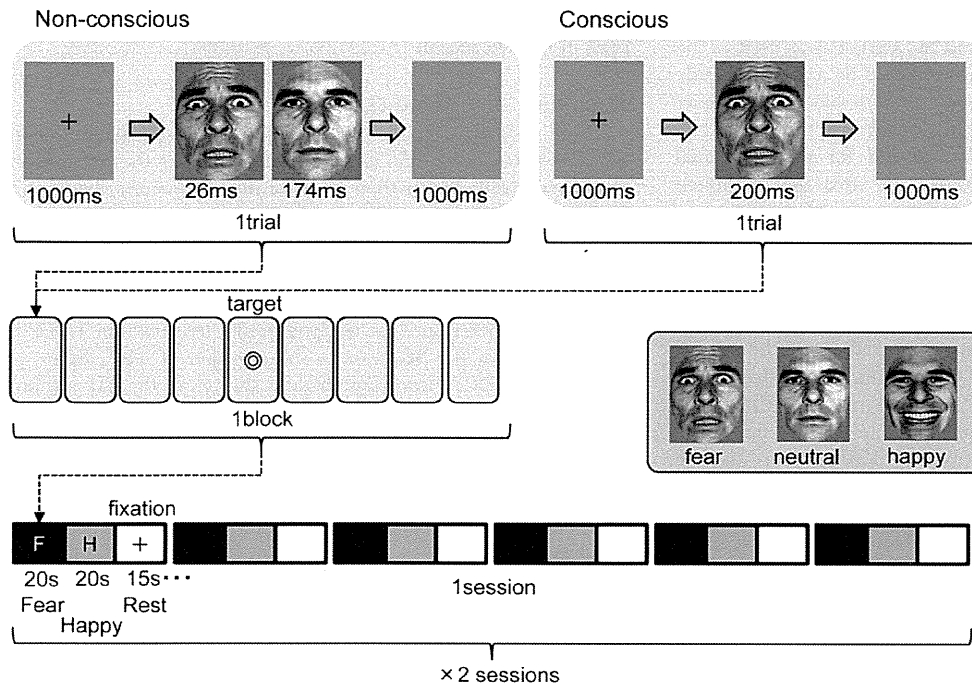 Non-conscious
Conscious
+
1000ms
26ms
174ms
1000ms
1trial
+
1000ms
200ms
1000ms
1trial
target
1block
fear
neutral
happy
fixation
F
H
+
20s
20s
15s
Fear
Happy
Rest
1session
× 2 sessions